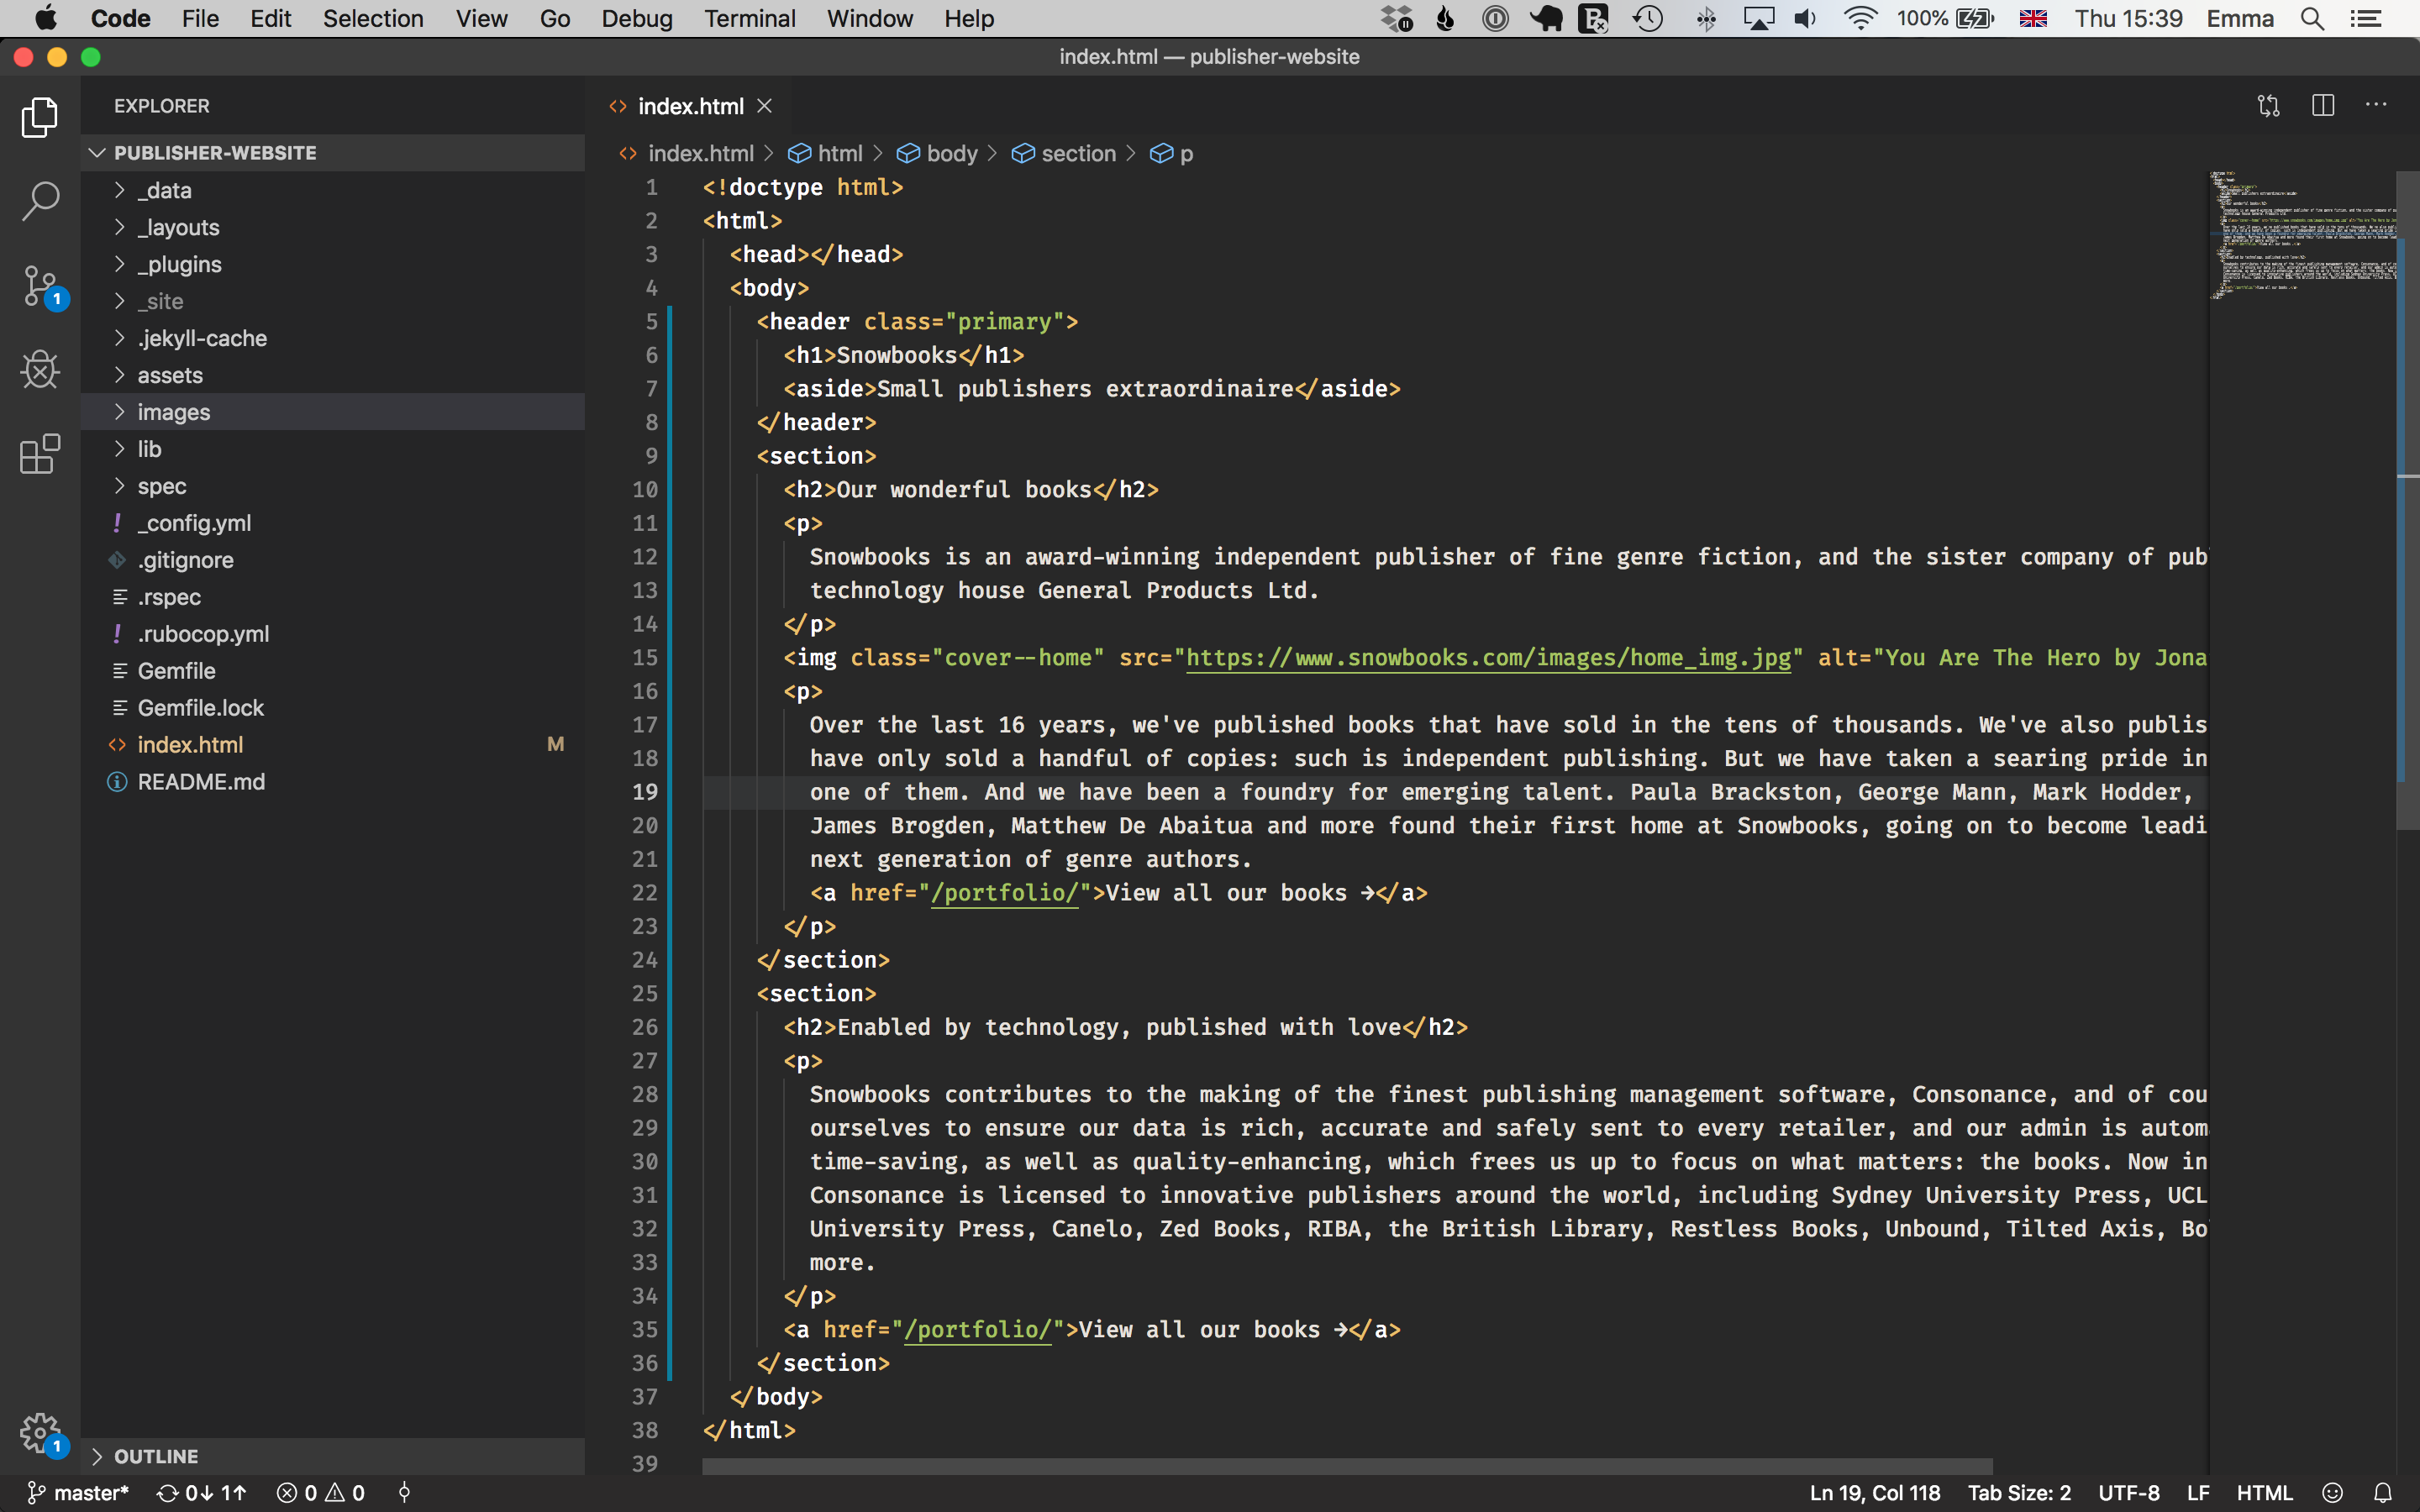 Code File Edit Selection View Go Debug Terminal Window Help 100% Thu 15:39 Emma
index.html — publisher-website
EXPLORER
PUBLISHER-WEBSITE
_data
_layouts
_plugins
_site
.jekyll-cache
assets
images
lib
spec
! _config.yml
.gitignore
.rspec
! .rubocop.yml
Gemfile
Gemfile.lock
<> index.html M
README.md
OUTLINE
1
1
<> index.html ×
<> index.html > html > body > section > p
1 <!doctype html>
2 <html>
3 <head></head>
4 <body>
5 <header class="primary">
6 <h1>Snowbooks</h1>
7 <aside>Small publishers extraordinaire</aside>
8 </header>
9 <section>
10 <h2>Our wonderful books</h2>
11 <p>
12 Snowbooks is an award-winning independent publisher of fine genre fiction, and the sister company of pub
13 technology house General Products Ltd.
14 </p>
15 <img class="cover--home" src="https://www.snowbooks.com/images/home_img.jpg" alt="You Are The Hero by Jona
16 <p>
17 Over the last 16 years, we've published books that have sold in the tens of thousands. We've also publis
18 have only sold a handful of copies: such is independent publishing. But we have taken a searing pride in
19 one of them. And we have been a foundry for emerging talent. Paula Brackston, George Mann, Mark Hodder,
20 James Brogden, Matthew De Abaitua and more found their first home at Snowbooks, going on to become leadi
21 next generation of genre authors.
22 <a href="/portfolio/">View all our books →</a>
23 </p>
24 </section>
25 <section>
26 <h2>Enabled by technology, published with love</h2>
27 <p>
28 Snowbooks contributes to the making of the finest publishing management software, Consonance, and of cou
29 ourselves to ensure our data is rich, accurate and safely sent to every retailer, and our admin is autom
30 time-saving, as well as quality-enhancing, which frees us up to focus on what matters: the books. Now in
31 Consonance is licensed to innovative publishers around the world, including Sydney University Press, UCL
32 University Press, Canelo, Zed Books, RIBA, the British Library, Restless Books, Unbound, Tilted Axis, Bo
33 more.
34 </p>
35 <a href="/portfolio/">View all our books →</a>
36 </section>
37 </body>
38 </html>
39
master* 0↓ 1↑ 0 0 Ln 19, Col 118 Tab Size: 2 UTF-8 LF HTML